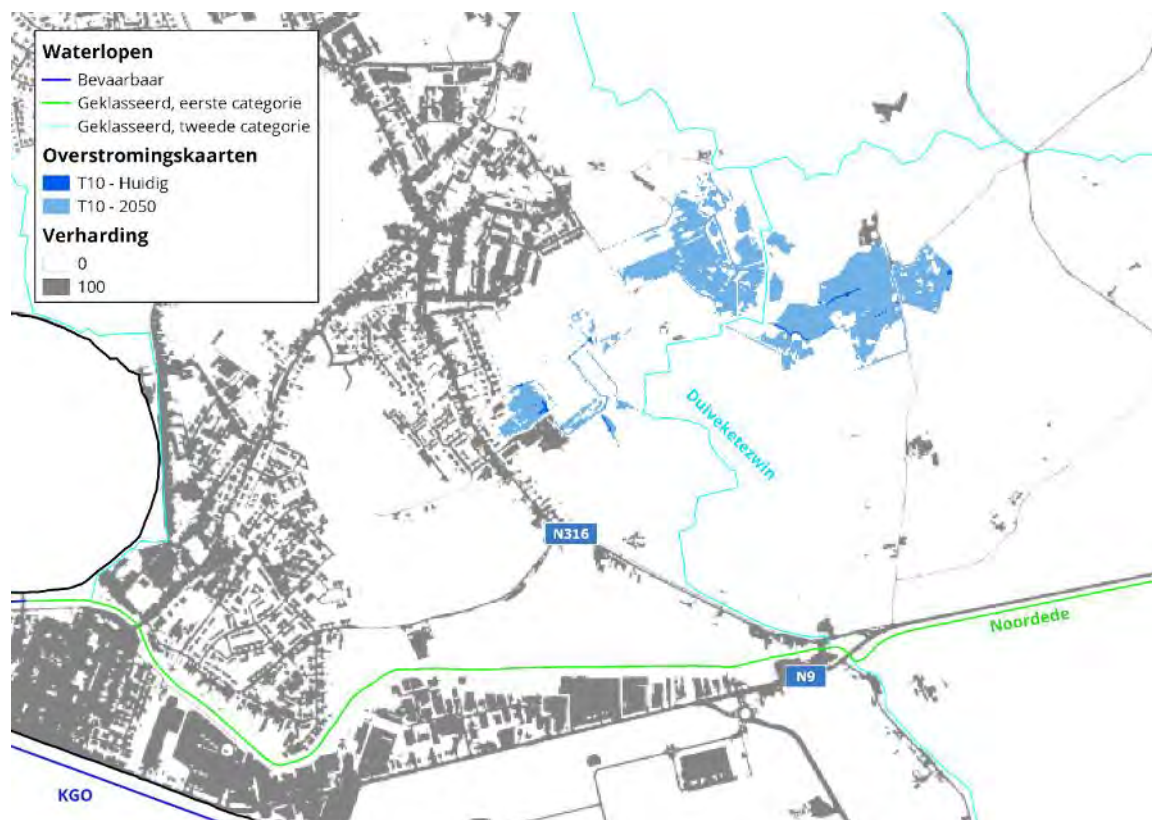 Waterlopen
Bevaarbaar
Geklasseerd, eerste categorie
Geklasseerd, tweede categorie
Overstromingskaarten
T10 - Huidig
T10 - 2050
Verharding
0
100
Duiveketezwin
N316
Noordede
N9
KGO